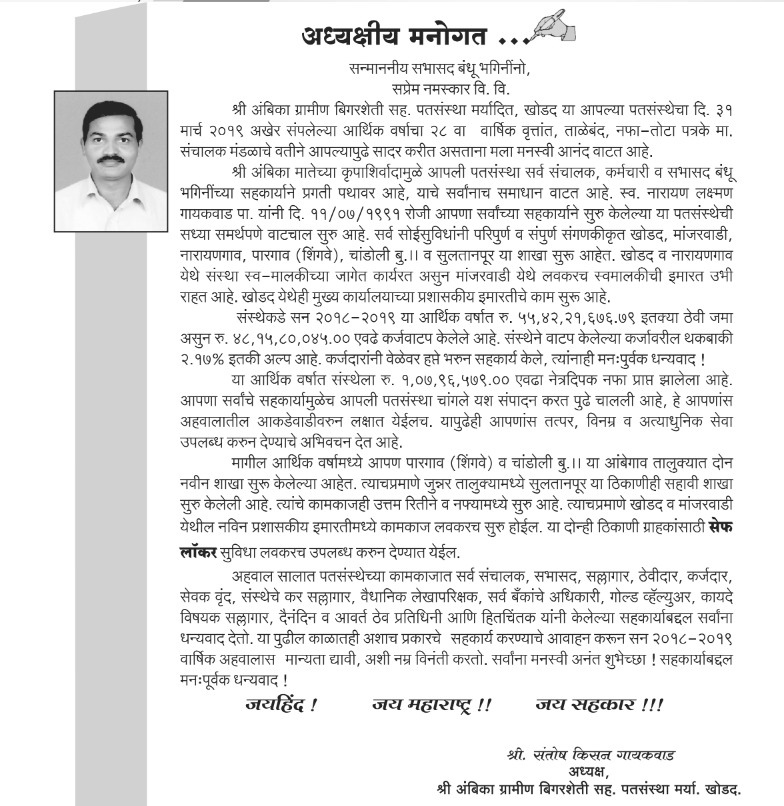 अध्यक्षीय मनोगत ...
सन्माननीय सभासद बंधू भगिनींनो,
सप्रेम नमस्कार वि. वि.
श्री अंबिका ग्रामीण बिगरशेती सह. पतसंस्था मर्यादित, खोडद या आपल्या पतसंस्थेचा दि. ३१
मार्च २०१९ अखेर संपलेल्या आर्थिक वर्षाचा २८ वा वार्षिक वृत्तांत, ताळेबंद, नफा-तोटा पत्रके मा.
संचालक मंडळाचे वतीने आपल्यापुढे सादर करीत असताना मला मनस्वी आनंद वाटत आहे.
श्री अंबिका मातेच्या कृपाशिर्वादामुळे आपली पतसंस्था सर्व संचालक, कर्मचारी व सभासद बंधू
भगिनींच्या सहकार्याने प्रगती पथावर आहे, याचे सर्वांनाच समाधान वाटत आहे. स्व. नारायण लक्ष्मण
गायकवाड पा. यांनी दि. ११/०७/१९९१ रोजी आपणा सर्वांच्या सहकार्याने सुरु केलेल्या या पतसंस्थेची
सध्या समर्थपणे वाटचाल सुरु आहे. सर्व सोईसुविधांनी परिपुर्ण व संपुर्ण संगणकीकृत खोडद, मांजरवाडी,
नारायणगाव, पारगाव (शिंगवे), चांडोली बु.।। व सुलतानपूर या शाखा सुरू आहेत. खोडद व नारायणगाव
येथे संस्था स्व-मालकीच्या जागेत कार्यरत असुन मांजरवाडी येथे लवकरच स्वमालकीची इमारत उभी
राहत आहे. खोडद येथेही मुख्य कार्यालयाच्या प्रशासकीय इमारतीचे काम सुरू आहे.
संस्थेकडे सन २०१८-२०१९ या आर्थिक वर्षात रु. ५५,४२,२१,६७६.७९ इतक्या ठेवी जमा
असुन रु. ४८,१५,८०,०४५.०० एवढे कर्जवाटप केलेले आहे. संस्थेने वाटप केलेल्या कर्जावरील थकबाकी
२.१७% इतकी अल्प आहे. कर्जदारांनी वेळेवर हप्ते भरुन सहकार्य केले, त्यांनाही मनःपुर्वक धन्यवाद !
या आर्थिक वर्षात संस्थेला रु. १,०७,९६,५७९.०० एवढा नेत्रदिपक नफा प्राप्त झालेला आहे.
आपणा सर्वांचे सहकार्यामुळेच आपली पतसंस्था चांगले यश संपादन करत पुढे चालली आहे, हे आपणांस
अहवालातील आकडेवाडीवरुन लक्षात येईलच. यापुढेही आपणांस तत्पर, विनम्र व अत्याधुनिक सेवा
उपलब्ध करुन देण्याचे अभिवचन देत आहे.
मागील आर्थिक वर्षामध्ये आपण पारगाव (शिंगवे) व चांडोली बु.।। या आंबेगाव तालुक्यात दोन
नवीन शाखा सुरू केलेल्या आहेत. त्याचप्रमाणे जुन्नर तालुक्यामध्ये सुलतानपूर या ठिकाणीही सहावी शाखा
सुरु केलेली आहे. त्यांचे कामकाजही उत्तम रितीने व नफ्यामध्ये सुरु आहे. त्याचप्रमाणे खोडद व मांजरवाडी
येथील नविन प्रशासकीय इमारतीमध्ये कामकाज लवकरच सुरु होईल. या दोन्ही ठिकाणी ग्राहकांसाठी सेफ
लॉकर सुविधा लवकरच उपलब्ध करुन देण्यात येईल.
अहवाल सालात पतसंस्थेच्या कामकाजात सर्व संचालक, सभासद, सल्लागार, ठेवीदार, कर्जदार,
सेवक वृंद, संस्थेचे कर सल्लागार, वैधानिक लेखापरिक्षक, सर्व बँकांचे अधिकारी, गोल्ड व्हॅल्युअर, कायदे
विषयक सल्लागार, दैनंदिन व आवर्त ठेव प्रतिधिनी आणि हितचिंतक यांनी केलेल्या सहकार्याबद्दल सर्वांना
धन्यवाद देतो. या पुढील काळातही अशाच प्रकारचे सहकार्य करण्याचे आवाहन करून सन २०१८-२०१९
वार्षिक अहवालास मान्यता द्यावी, अशी नम्र विनंती करतो. सर्वांना मनस्वी अनंत शुभेच्छा ! सहकार्याबद्दल
मनःपूर्वक धन्यवाद !
जयहिंद ! जय महाराष्ट्र !! जय सहकार !!!
श्री. संतोष किसन गायकवाड
अध्यक्ष,
श्री अंबिका ग्रामीण बिगरशेती सह. पतसंस्था मर्या. खोडद.